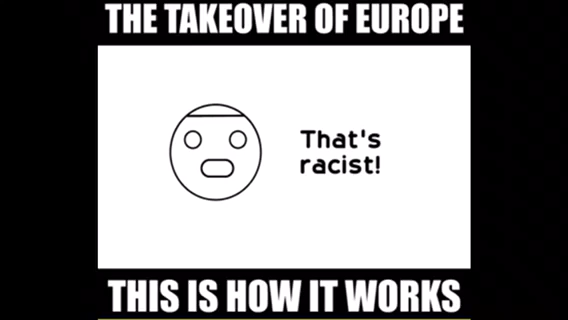 THE TAKEOVER OF EUROPE
That's
racist!
THIS IS HOW IT WORKS